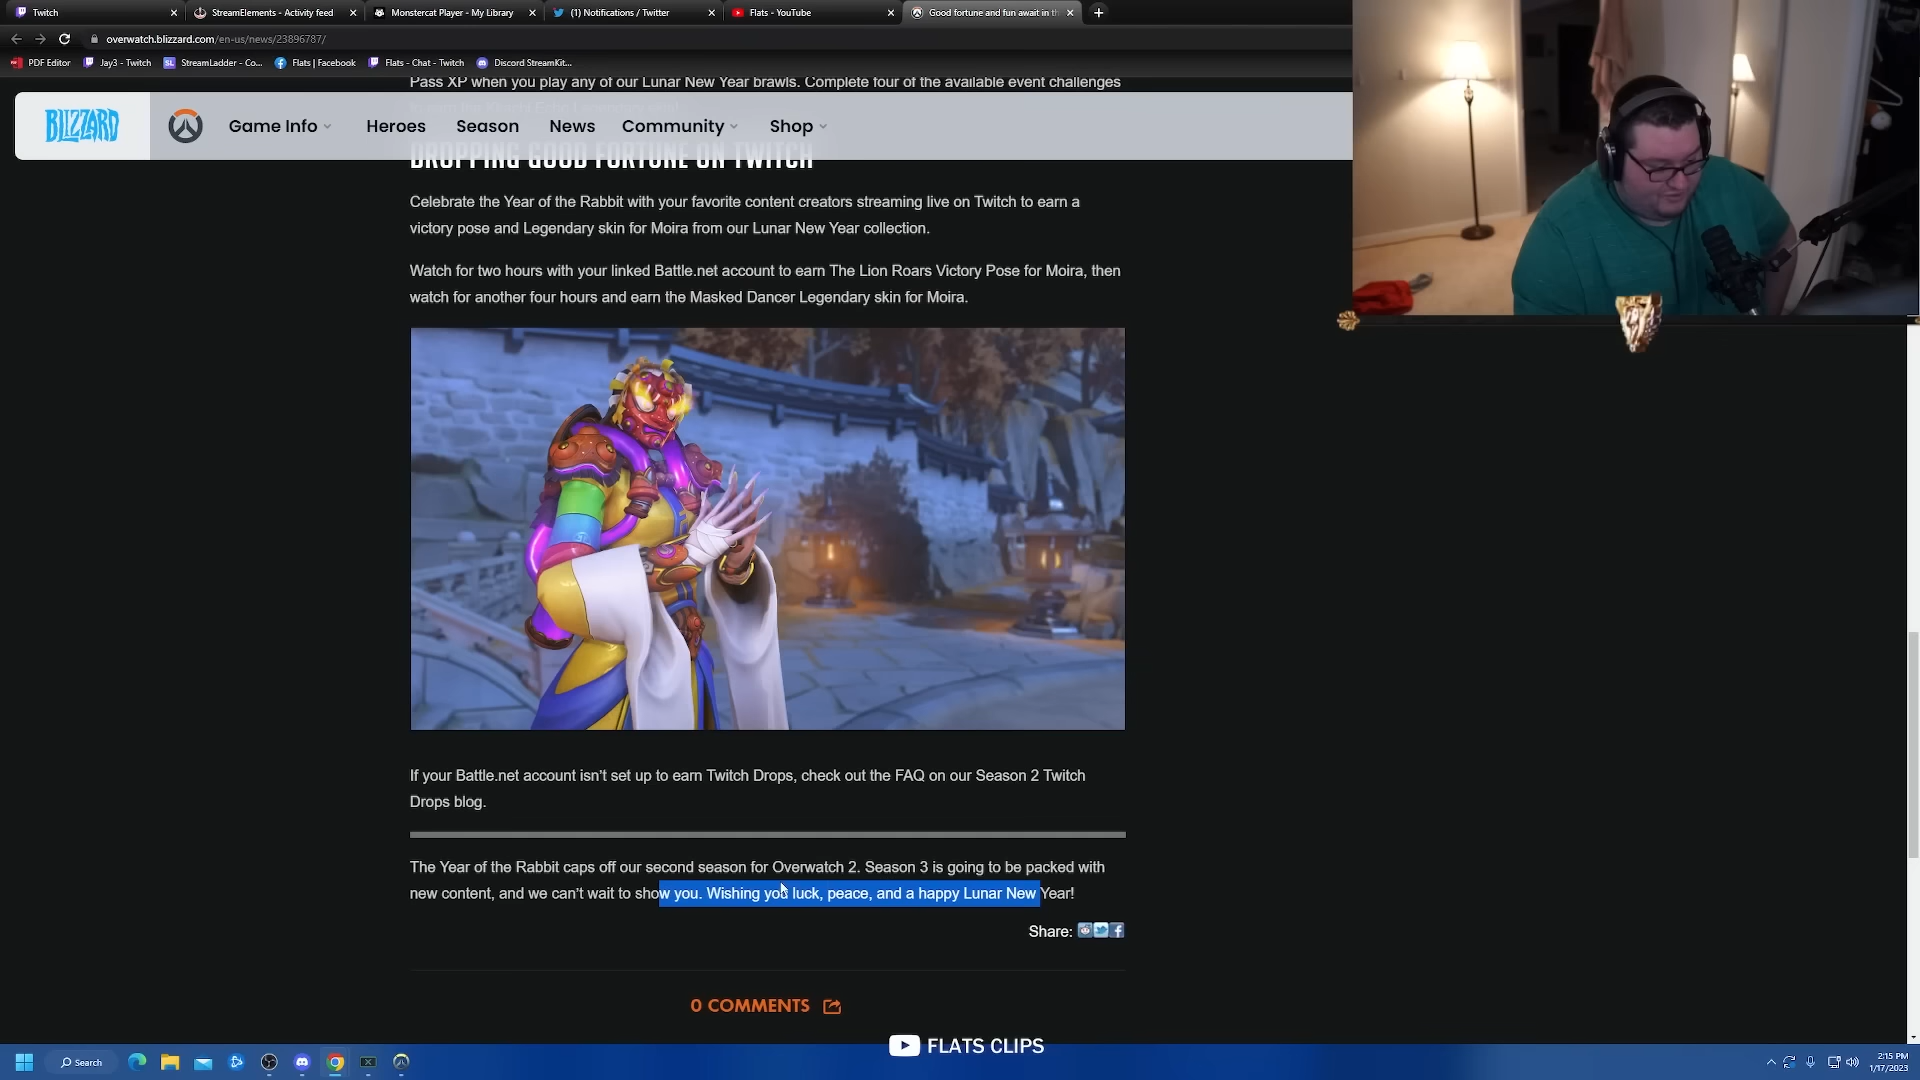 Twitch
StreamElements - Activity feed
Monstercat Player - My Library
(1) Notifications / Twitter
Flats - YouTube
Good fortune and fun await in th
overwatch.blizzard.com/en-us/news/23896787/
PDF Editor
Jay3 - Twitch
StreamLadder - Co...
Flats | Facebook
Flats - Chat - Twitch
Discord StreamKit...
Pass XP when you play any of our Lunar New Year brawls. Complete four of the available event challenges
BLIZZARD
Game Info
Heroes
Season
News
Community
Shop
DROPPING GOOD FORTUNE ON TWITCH
Celebrate the Year of the Rabbit with your favorite content creators streaming live on Twitch to earn a
victory pose and Legendary skin for Moira from our Lunar New Year collection.
Watch for two hours with your linked Battle.net account to earn The Lion Roars Victory Pose for Moira, then
watch for another four hours and earn the Masked Dancer Legendary skin for Moira.
If your Battle.net account isn't set up to earn Twitch Drops, check out the FAQ on our Season 2 Twitch
Drops blog.
The Year of the Rabbit caps off our second season for Overwatch 2. Season 3 is going to be packed with
new content, and we can't wait to show you. Wishing you luck, peace, and a happy Lunar New Year!
Share:
0 COMMENTS
FLATS CLIPS
Search
2:15 PM
1/17/2023